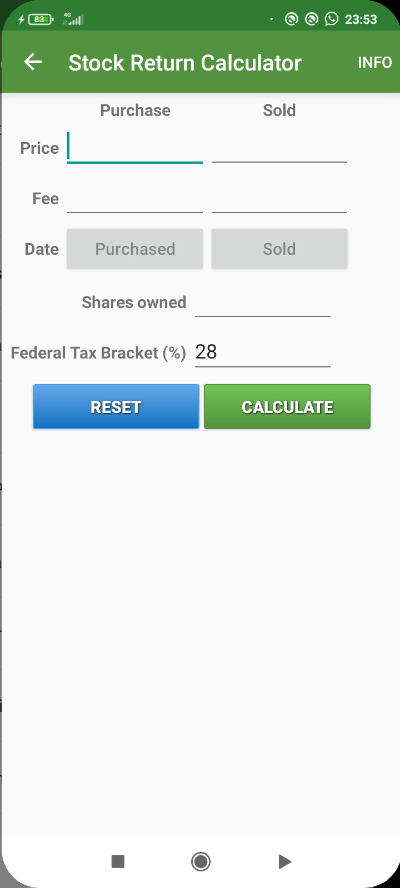 83 4G 23:53
Stock Return Calculator INFO
Purchase Sold
Price
Fee
Date Purchased Sold
Shares owned
Federal Tax Bracket (%) 28
RESET CALCULATE